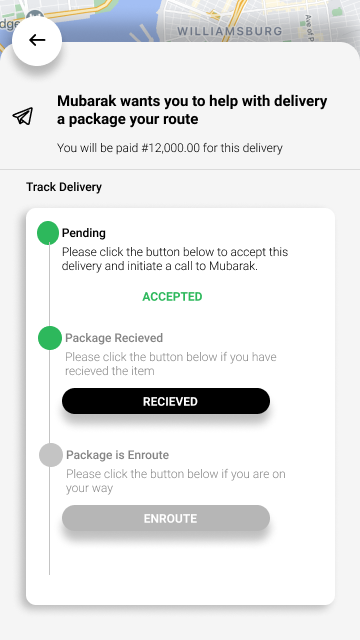 WILLIAMSBURG
Mubarak wants you to help with delivery
a package your route
You will be paid #12,000.00 for this delivery
Track Delivery
Pending
Please click the button below to accept this
delivery and initiate a call to Mubarak.
ACCEPTED
Package Recieved
Please click the button below if you have
recieved the item
RECIEVED
Package is Enroute
Please click the button below if you are on
your way
ENROUTE